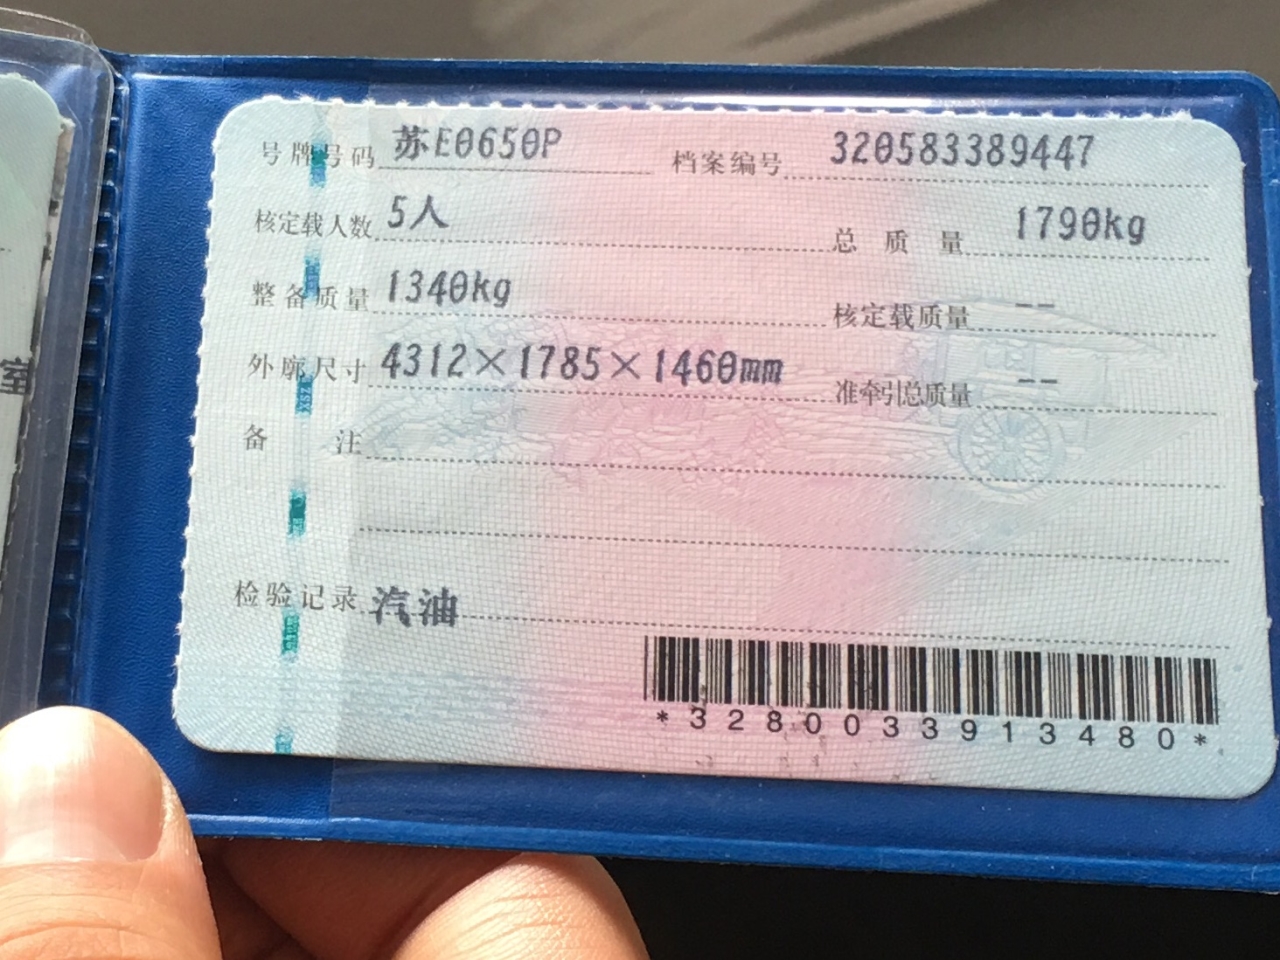 号牌号码 苏E0650P 档案编号 320583389447
核定载人数 5人 总质量 1790kg
整备质量 1340kg 核定载质量 --
外廓尺寸 4312×1785×1460mm 准牵引总质量 --
备注
检验记录 汽油
*3280033913480*
室